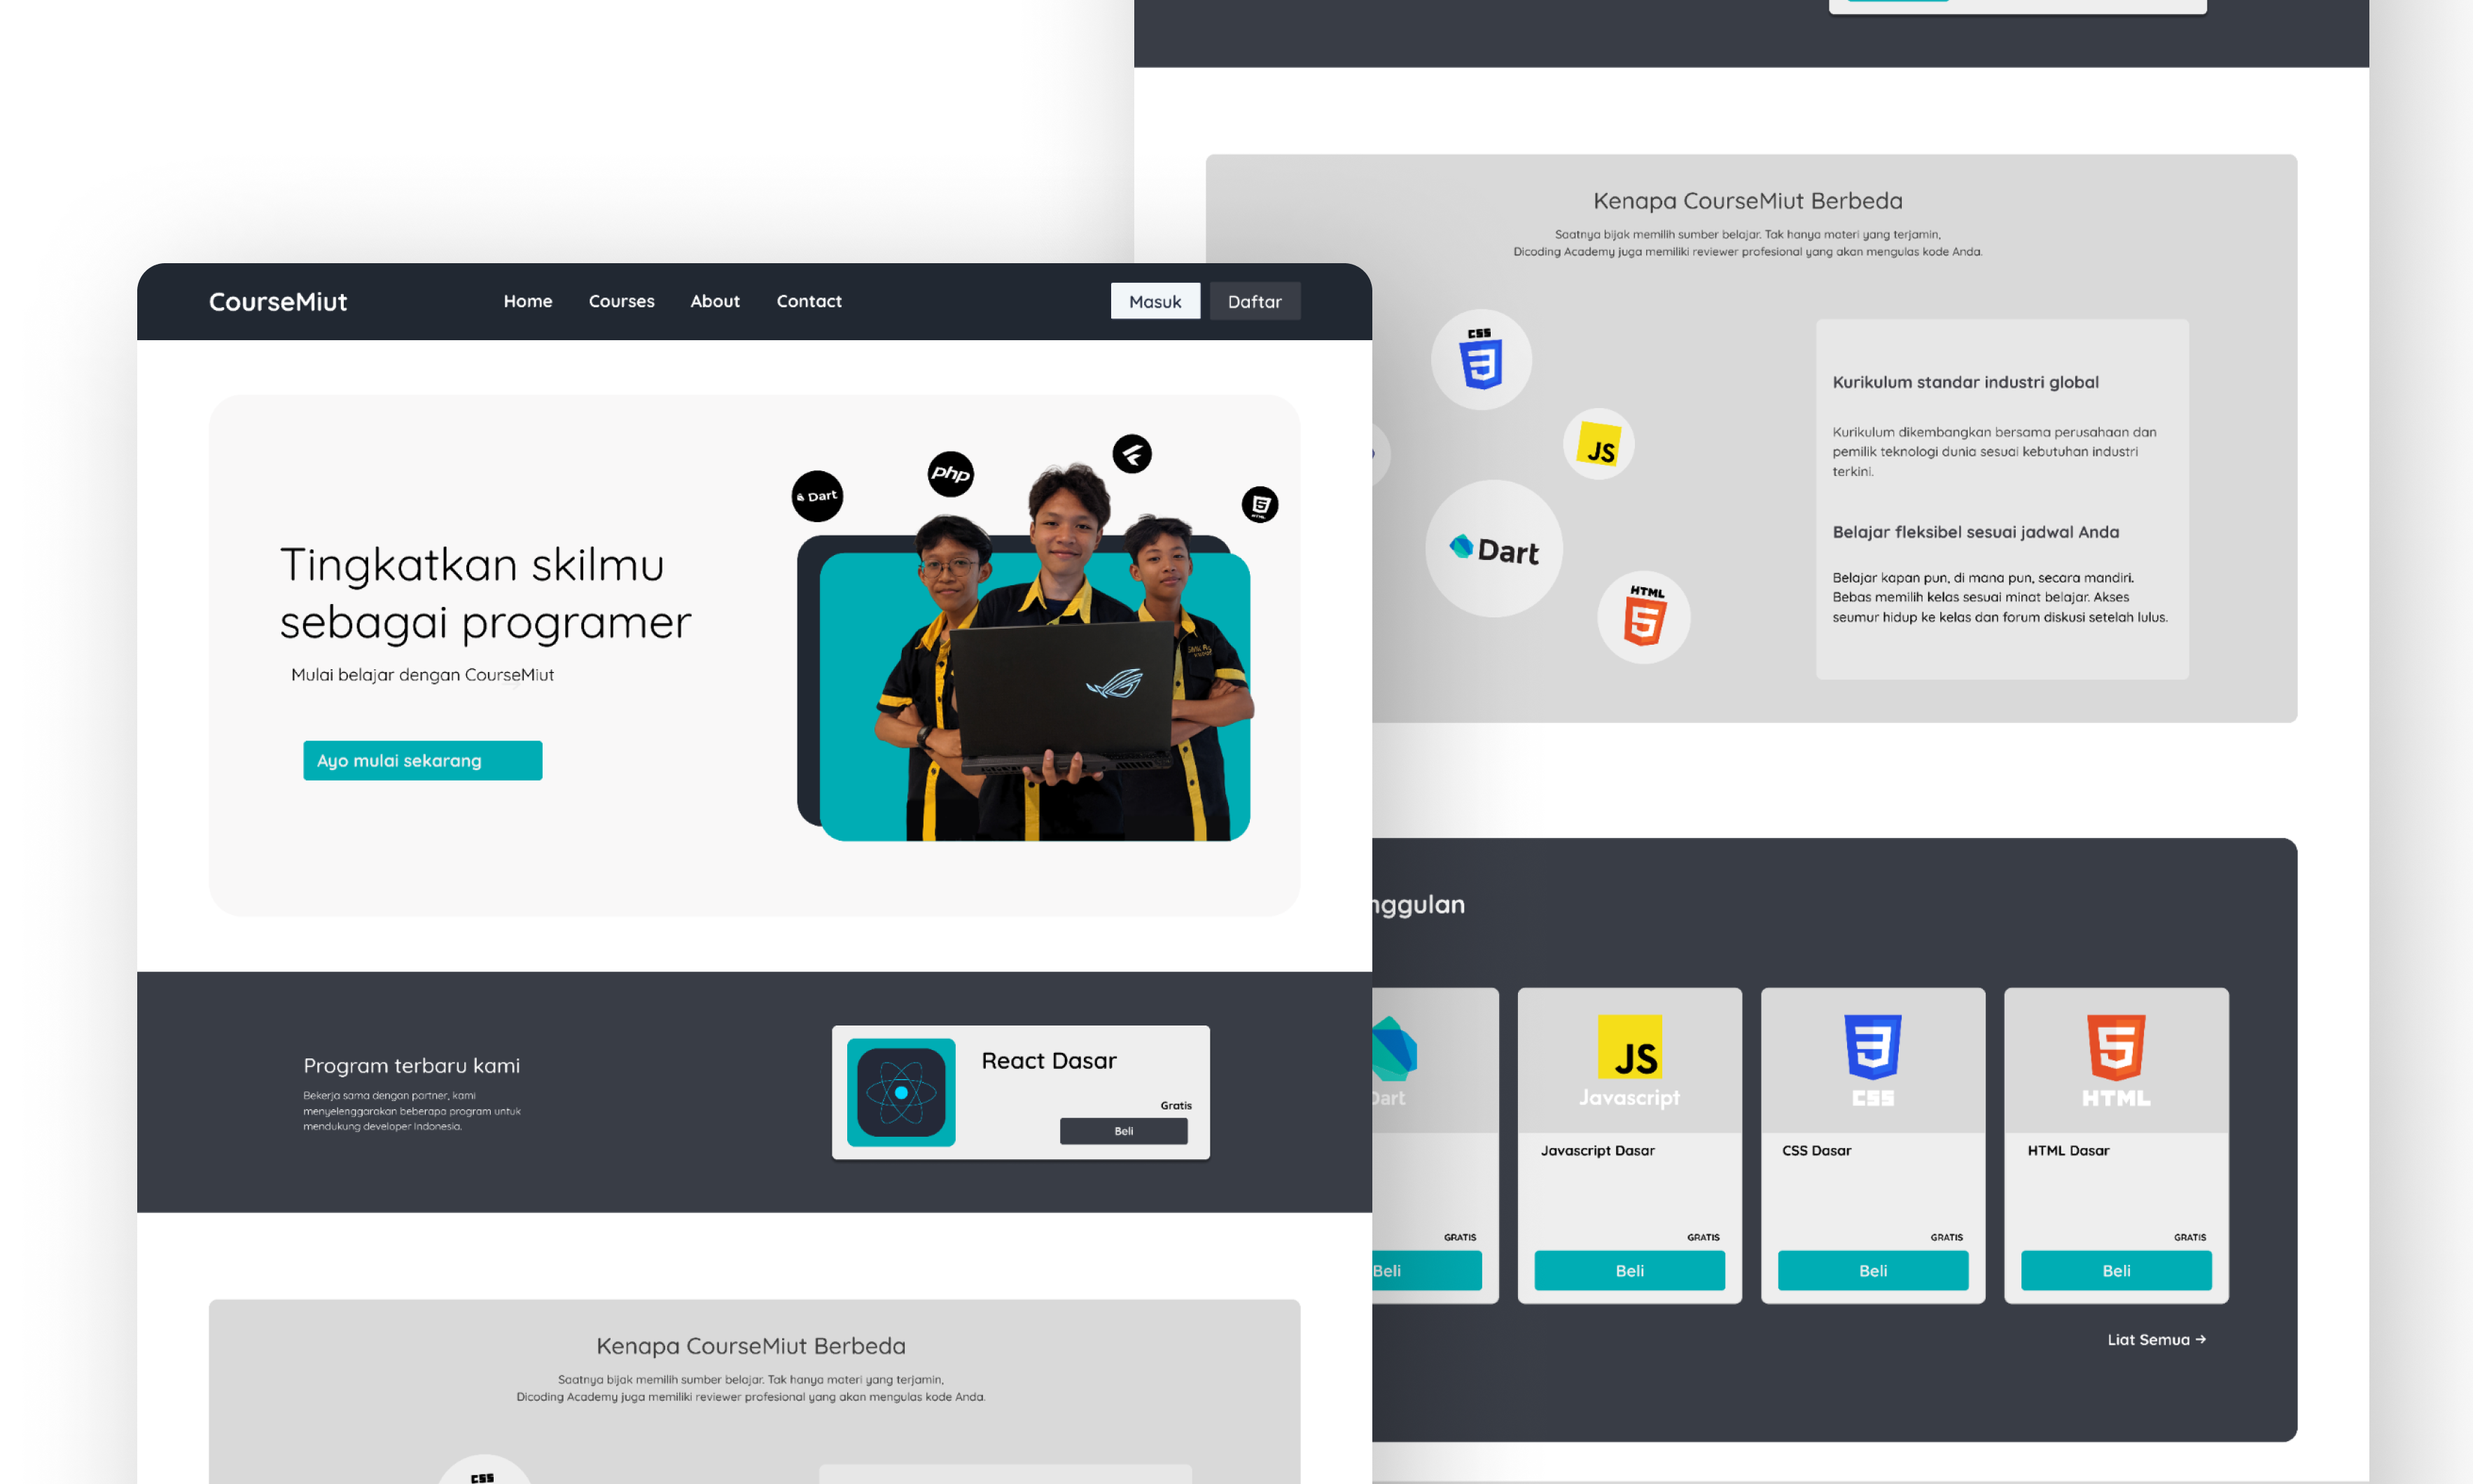 CourseMiut
Home
Courses
About
Contact
Masuk
Daftar
Tingkatkan skilmu
sebagai programer
Mulai belajar dengan CourseMiut
Ayo mulai sekarang
Dart
php
HTML
Program terbaru kami
Bekerja sama dengan partner, kami
menyelenggarakan beberapa program untuk
mendukung developer Indonesia.
React Dasar
Gratis
Beli
Kenapa CourseMiut Berbeda
Saatnya bijak memilih sumber belajar. Tak hanya materi yang terjamin,
Dicoding Academy juga memiliki reviewer profesional yang akan mengulas kode Anda.
CSS
Kenapa CourseMiut Berbeda
Saatnya bijak memilih sumber belajar. Tak hanya materi yang terjamin,
Dicoding Academy juga memiliki reviewer profesional yang akan mengulas kode Anda.
CSS
JS
Dart
HTML
Kurikulum standar industri global
Kurikulum dikembangkan bersama perusahaan dan
pemilik teknologi dunia sesuai kebutuhan industri
terkini.
Belajar fleksibel sesuai jadwal Anda
Belajar kapan pun, di mana pun, secara mandiri.
Bebas memilih kelas sesuai minat belajar. Akses
seumur hidup ke kelas dan forum diskusi setelah lulus.
nggulan
Dart
GRATIS
Beli
JS
Javascript
Javascript Dasar
GRATIS
Beli
CSS
CSS Dasar
GRATIS
Beli
HTML
HTML Dasar
GRATIS
Beli
Liat Semua →